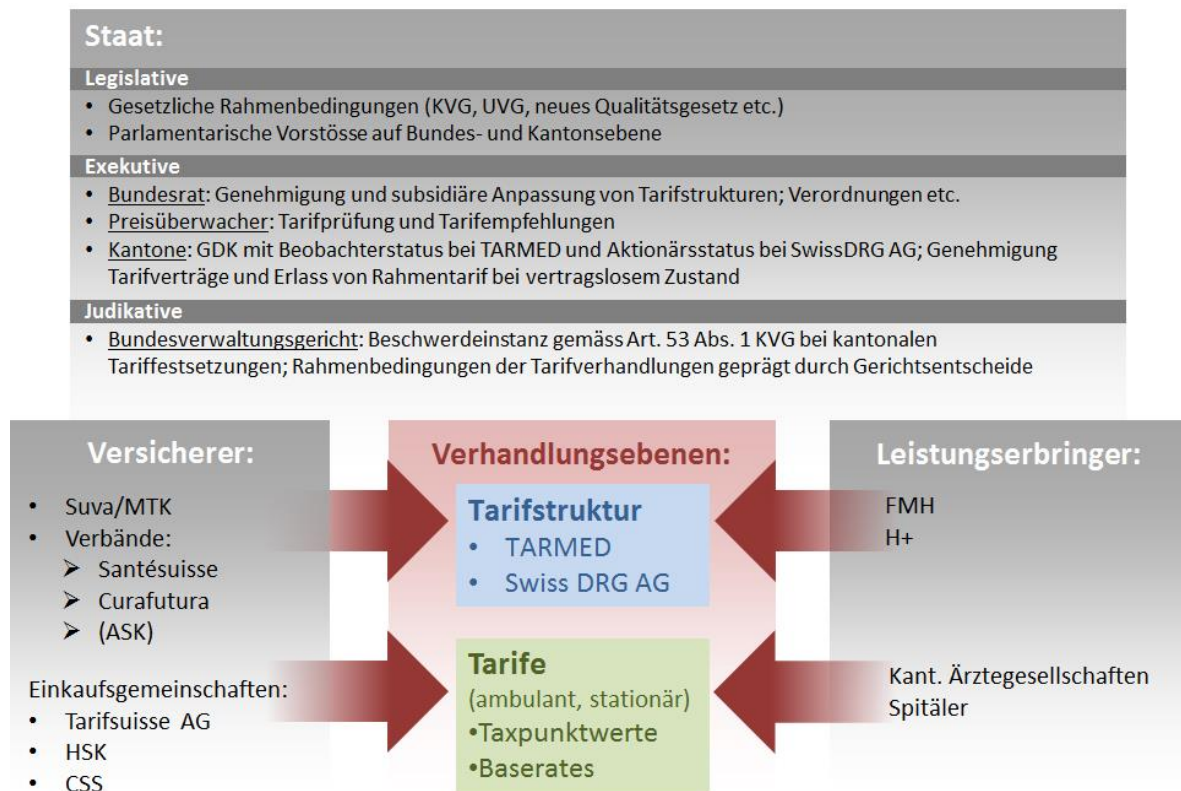 Staat:
Legislative
• Gesetzliche Rahmenbedingungen (KVG, UVG, neues Qualitätsgesetz etc.)
• Parlamentarische Vorstösse auf Bundes- und Kantonsebene
Exekutive
• Bundesrat: Genehmigung und subsidiäre Anpassung von Tarifstrukturen; Verordnungen etc.
• Preisüberwacher: Tarifprüfung und Tarifempfehlungen
• Kantone: GDK mit Beobachterstatus bei TARMED und Aktionärsstatus bei SwissDRG AG; Genehmigung
Tarifverträge und Erlass von Rahmentarif bei vertragslosem Zustand
Judikative
• Bundesverwaltungsgericht: Beschwerdeinstanz gemäss Art. 53 Abs. 1 KVG bei kantonalen
Tariffestsetzungen; Rahmenbedingungen der Tarifverhandlungen geprägt durch Gerichtsentscheide
Versicherer:
• Suva/MTK
• Verbände:
➢ Santésuisse
➢ Curafutura
➢ (ASK)
Einkaufsgemeinschaften:
• Tarifsuisse AG
• HSK
• CSS
Verhandlungsebenen:
Tarifstruktur
• TARMED
• Swiss DRG AG
Tarife
(ambulant, stationär)
•Taxpunktwerte
•Baserates
Leistungserbringer:
FMH
H+
Kant. Ärztegesellschaften
Spitäler